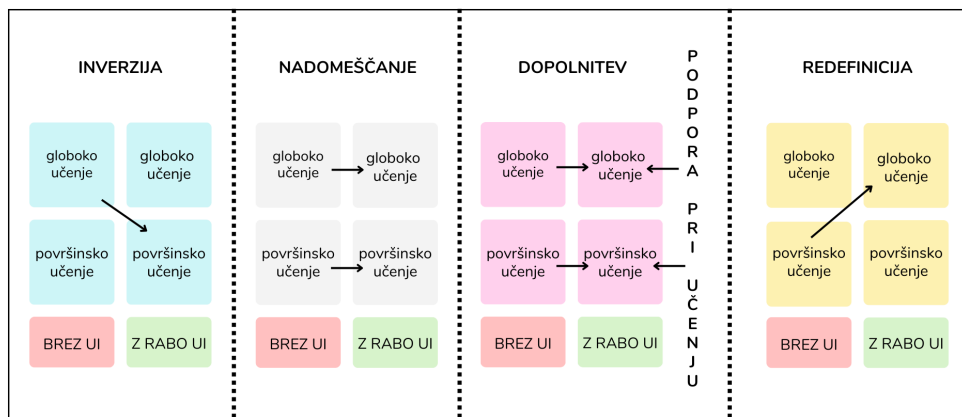 INVERZIJA
globoko
učenje
globoko
učenje
površinsko
učenje
površinsko
učenje
BREZ UI
Z RABO UI
NADOMEŠČANJE
globoko
učenje
globoko
učenje
površinsko
učenje
površinsko
učenje
BREZ UI
Z RABO UI
DOPOLNITEV
globoko
učenje
globoko
učenje
površinsko
učenje
površinsko
učenje
BREZ UI
Z RABO UI
PODPORA PRI UČENJU
REDEFINICIJA
globoko
učenje
globoko
učenje
površinsko
učenje
površinsko
učenje
BREZ UI
Z RABO UI